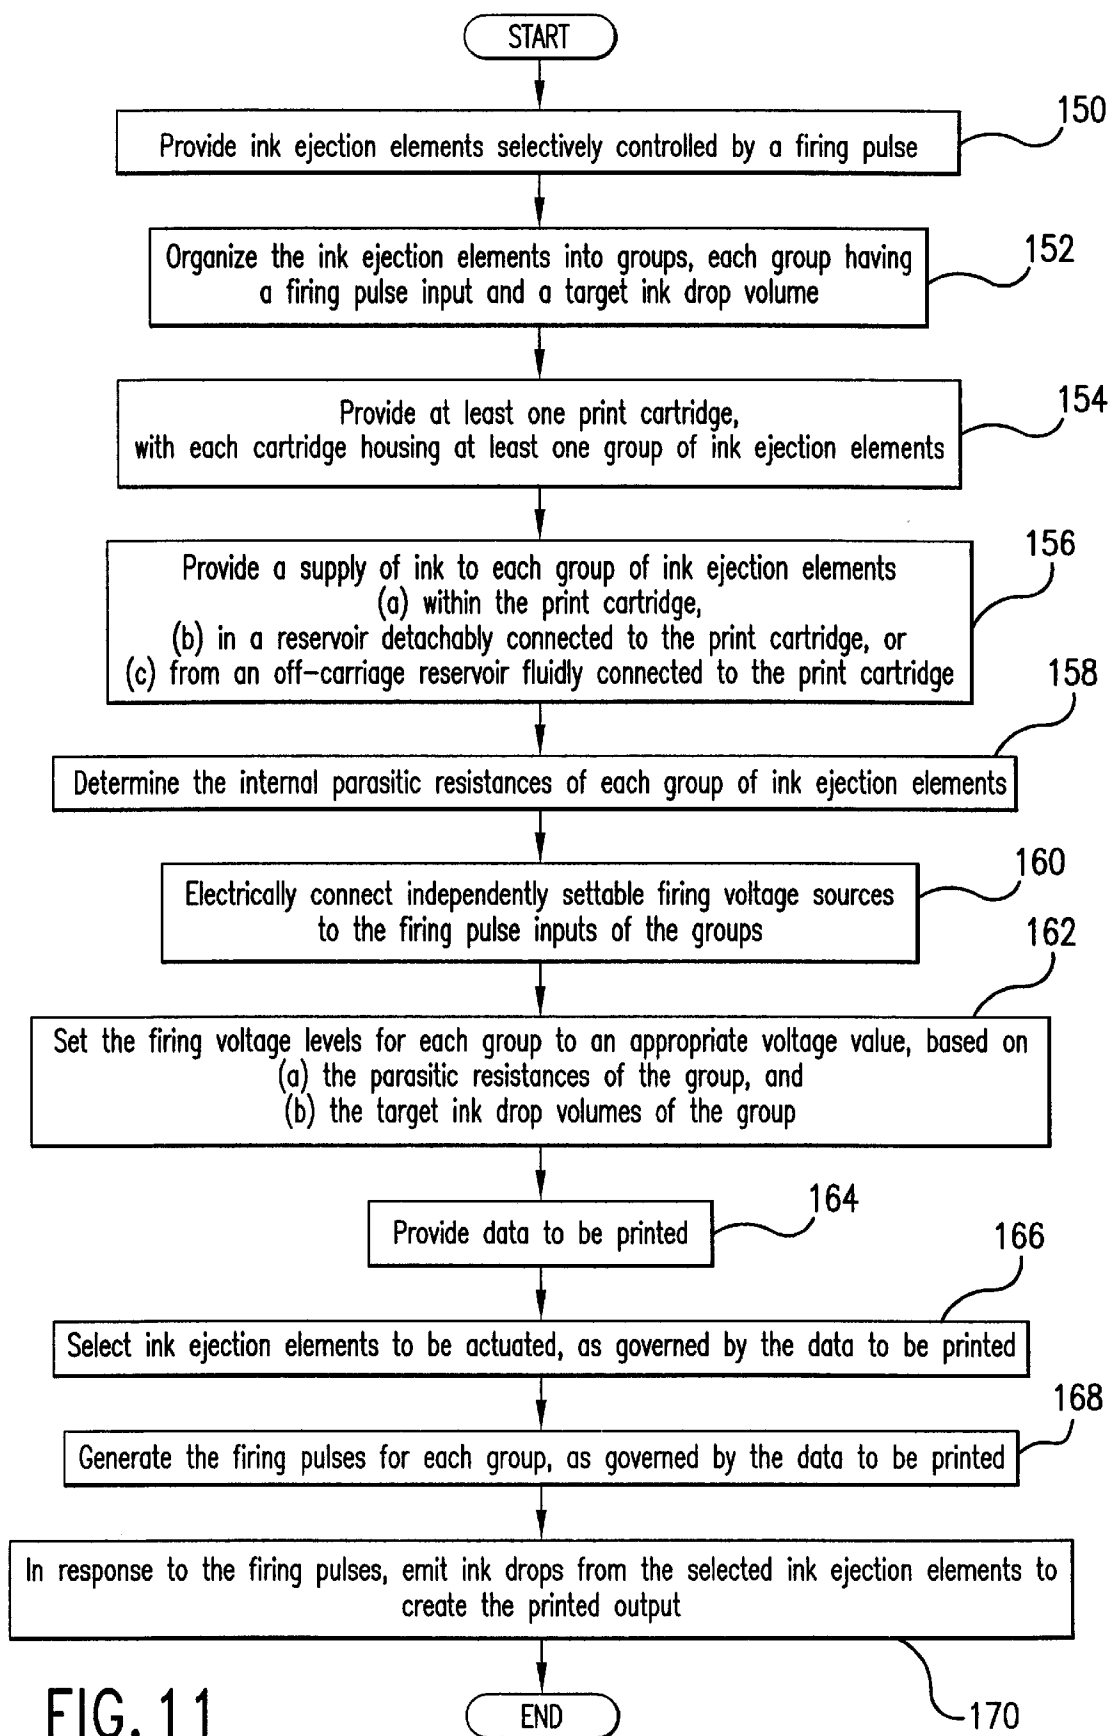 START
150
Provide ink ejection elements selectively controlled by a firing pulse
152
Organize the ink ejection elements into groups, each group having
a firing pulse input and a target ink drop volume
154
Provide at least one print cartridge,
with each cartridge housing at least one group of ink ejection elements
156
Provide a supply of ink to each group of ink ejection elements
(a) within the print cartridge,
(b) in a reservoir detachably connected to the print cartridge, or
(c) from an off-carriage reservoir fluidly connected to the print cartridge
158
Determine the internal parasitic resistances of each group of ink ejection elements
160
Electrically connect independently settable firing voltage sources
to the firing pulse inputs of the groups
162
Set the firing voltage levels for each group to an appropriate voltage value, based on
(a) the parasitic resistances of the group, and
(b) the target ink drop volumes of the group
164
Provide data to be printed
166
Select ink ejection elements to be actuated, as governed by the data to be printed
168
Generate the firing pulses for each group, as governed by the data to be printed
In response to the firing pulses, emit ink drops from the selected ink ejection elements to
create the printed output
170
END
FIG. 11